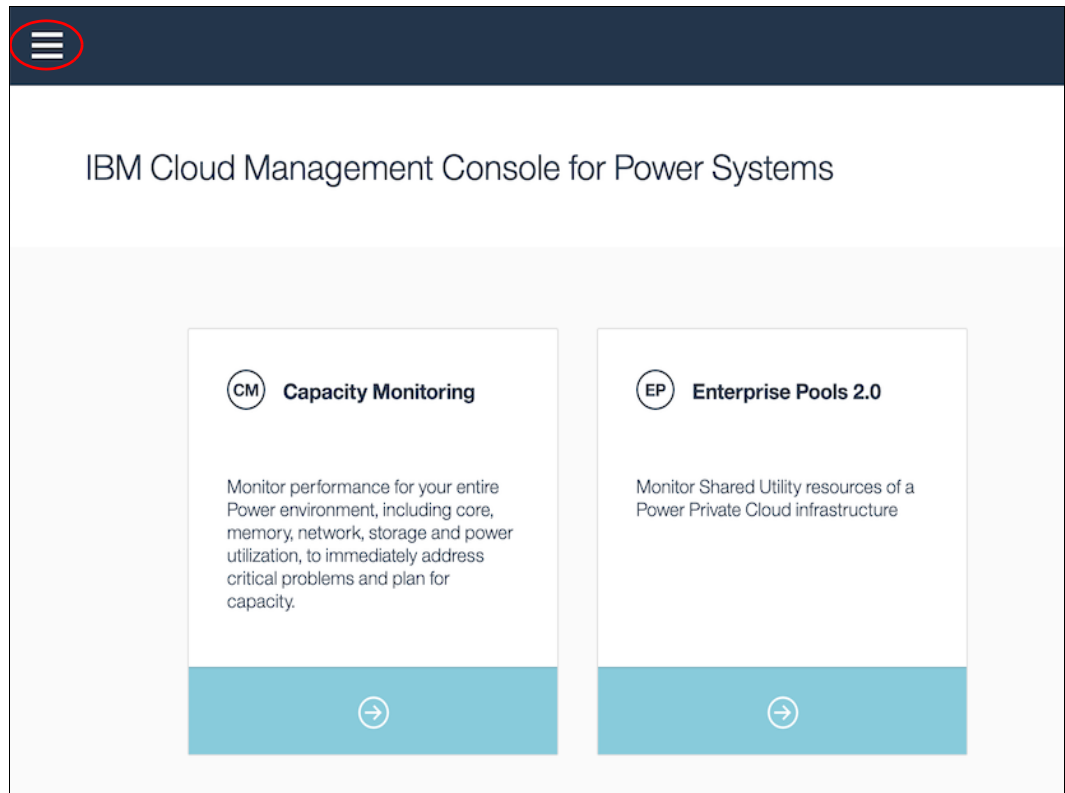 IBM Cloud Management Console for Power Systems
CM Capacity Monitoring
Monitor performance for your entire
Power environment, including core,
memory, network, storage and power
utilization, to immediately address
critical problems and plan for
capacity.
EP Enterprise Pools 2.0
Monitor Shared Utility resources of a
Power Private Cloud infrastructure